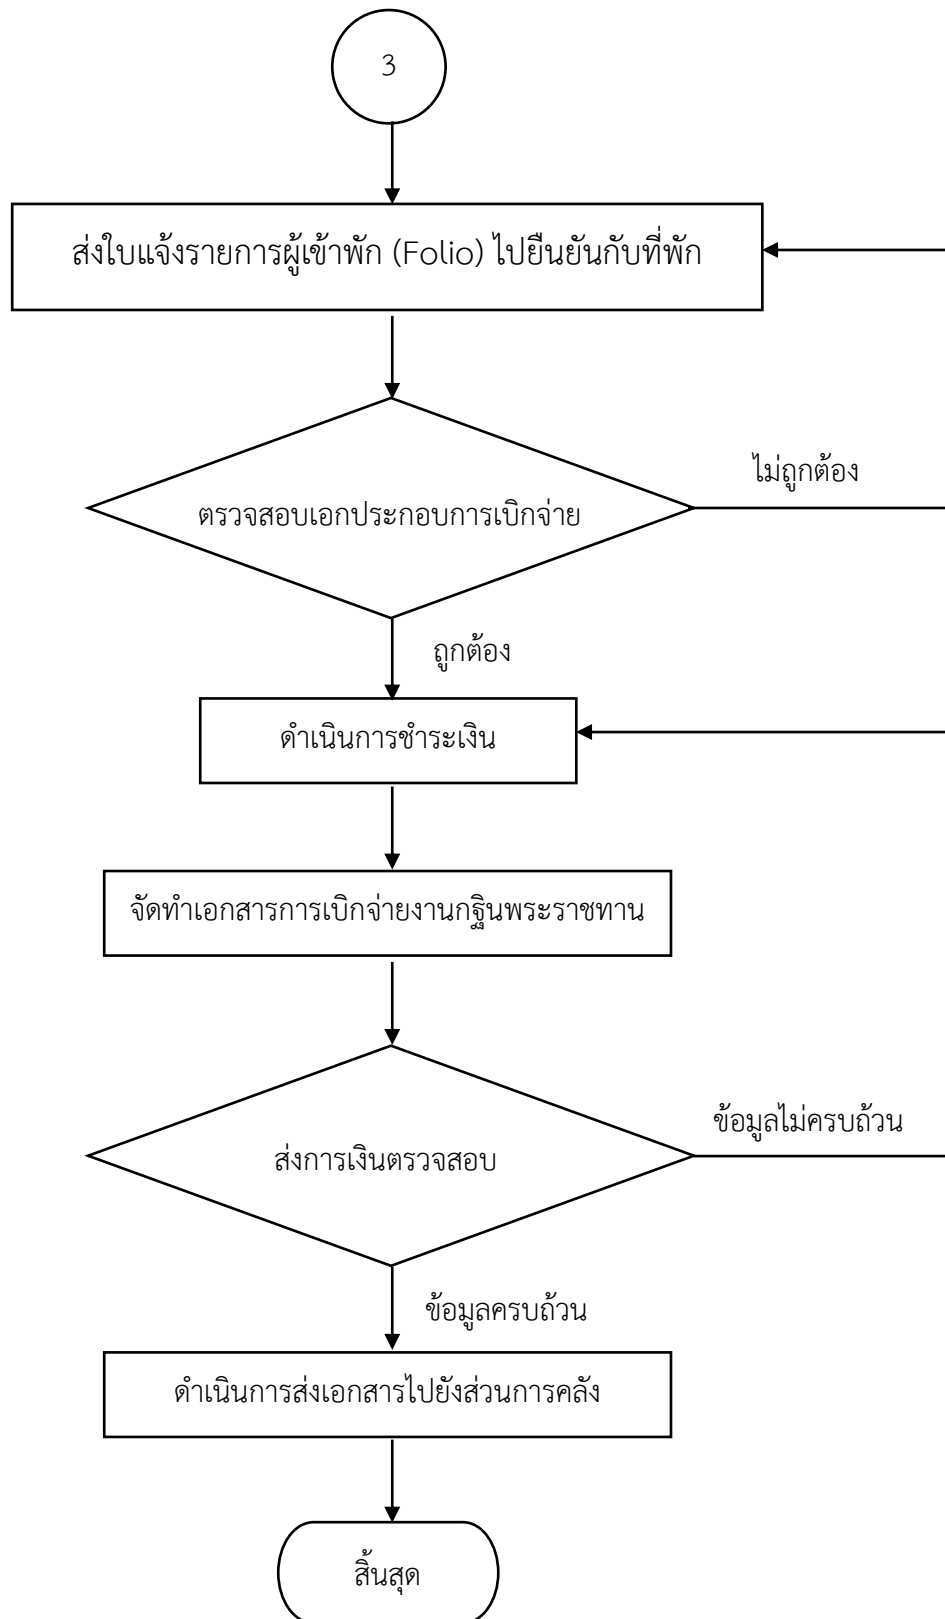 3
ส่งใบแจ้งรายการผู้เข้าพัก (Folio) ไปยืนยันกับที่พัก
ไม่ถูกต้อง
ตรวจสอบเอกประกอบการเบิกจ่าย
ถูกต้อง
ดำเนินการชำระเงิน
จัดทำเอกสารการเบิกจ่ายงานกฐินพระราชทาน
ข้อมูลไม่ครบถ้วน
ส่งการเงินตรวจสอบ
ข้อมูลครบถ้วน
ดำเนินการส่งเอกสารไปยังส่วนการคลัง
สิ้นสุด